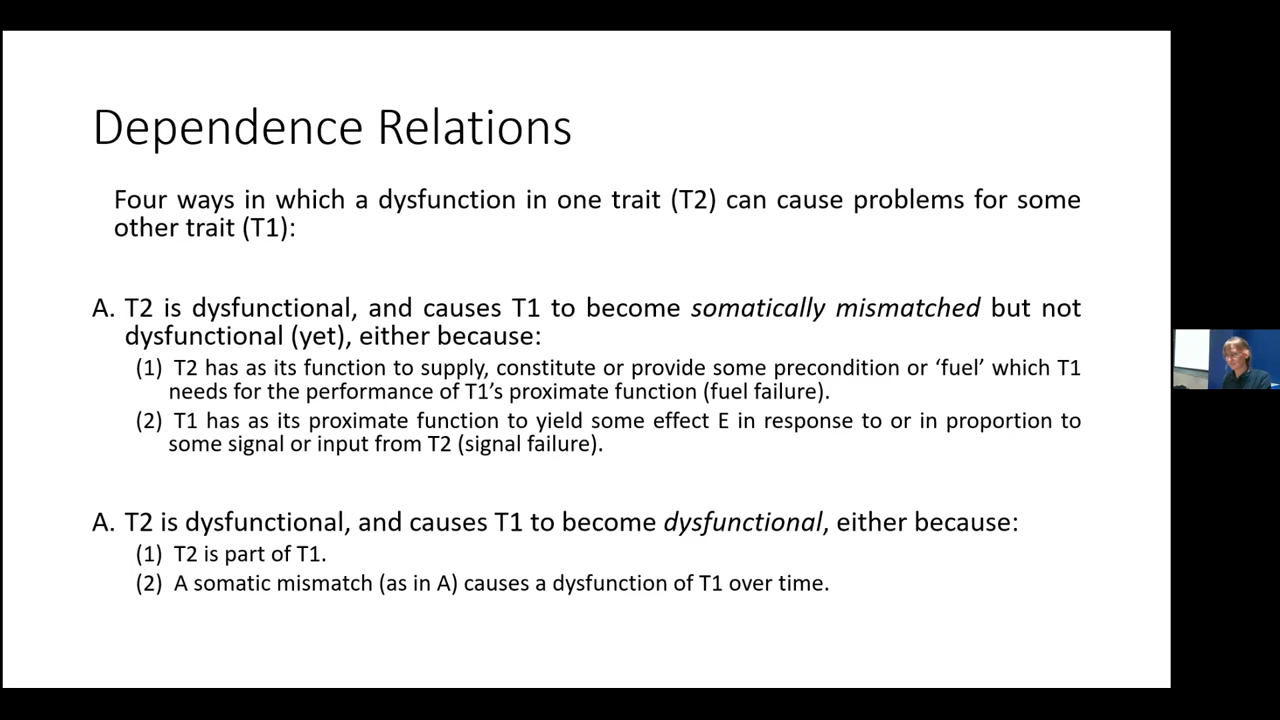 Dependence Relations
Four ways in which a dysfunction in one trait (T2) can cause problems for some
other trait (T1):
A. T2 is dysfunctional, and causes T1 to become somatically mismatched but not
dysfunctional (yet), either because:
(1) T2 has as its function to supply, constitute or provide some precondition or ‘fuel’ which T1
needs for the performance of T1’s proximate function (fuel failure).
(2) T1 has as its proximate function to yield some effect E in response to or in proportion to
some signal or input from T2 (signal failure).
A. T2 is dysfunctional, and causes T1 to become dysfunctional, either because:
(1) T2 is part of T1.
(2) A somatic mismatch (as in A) causes a dysfunction of T1 over time.